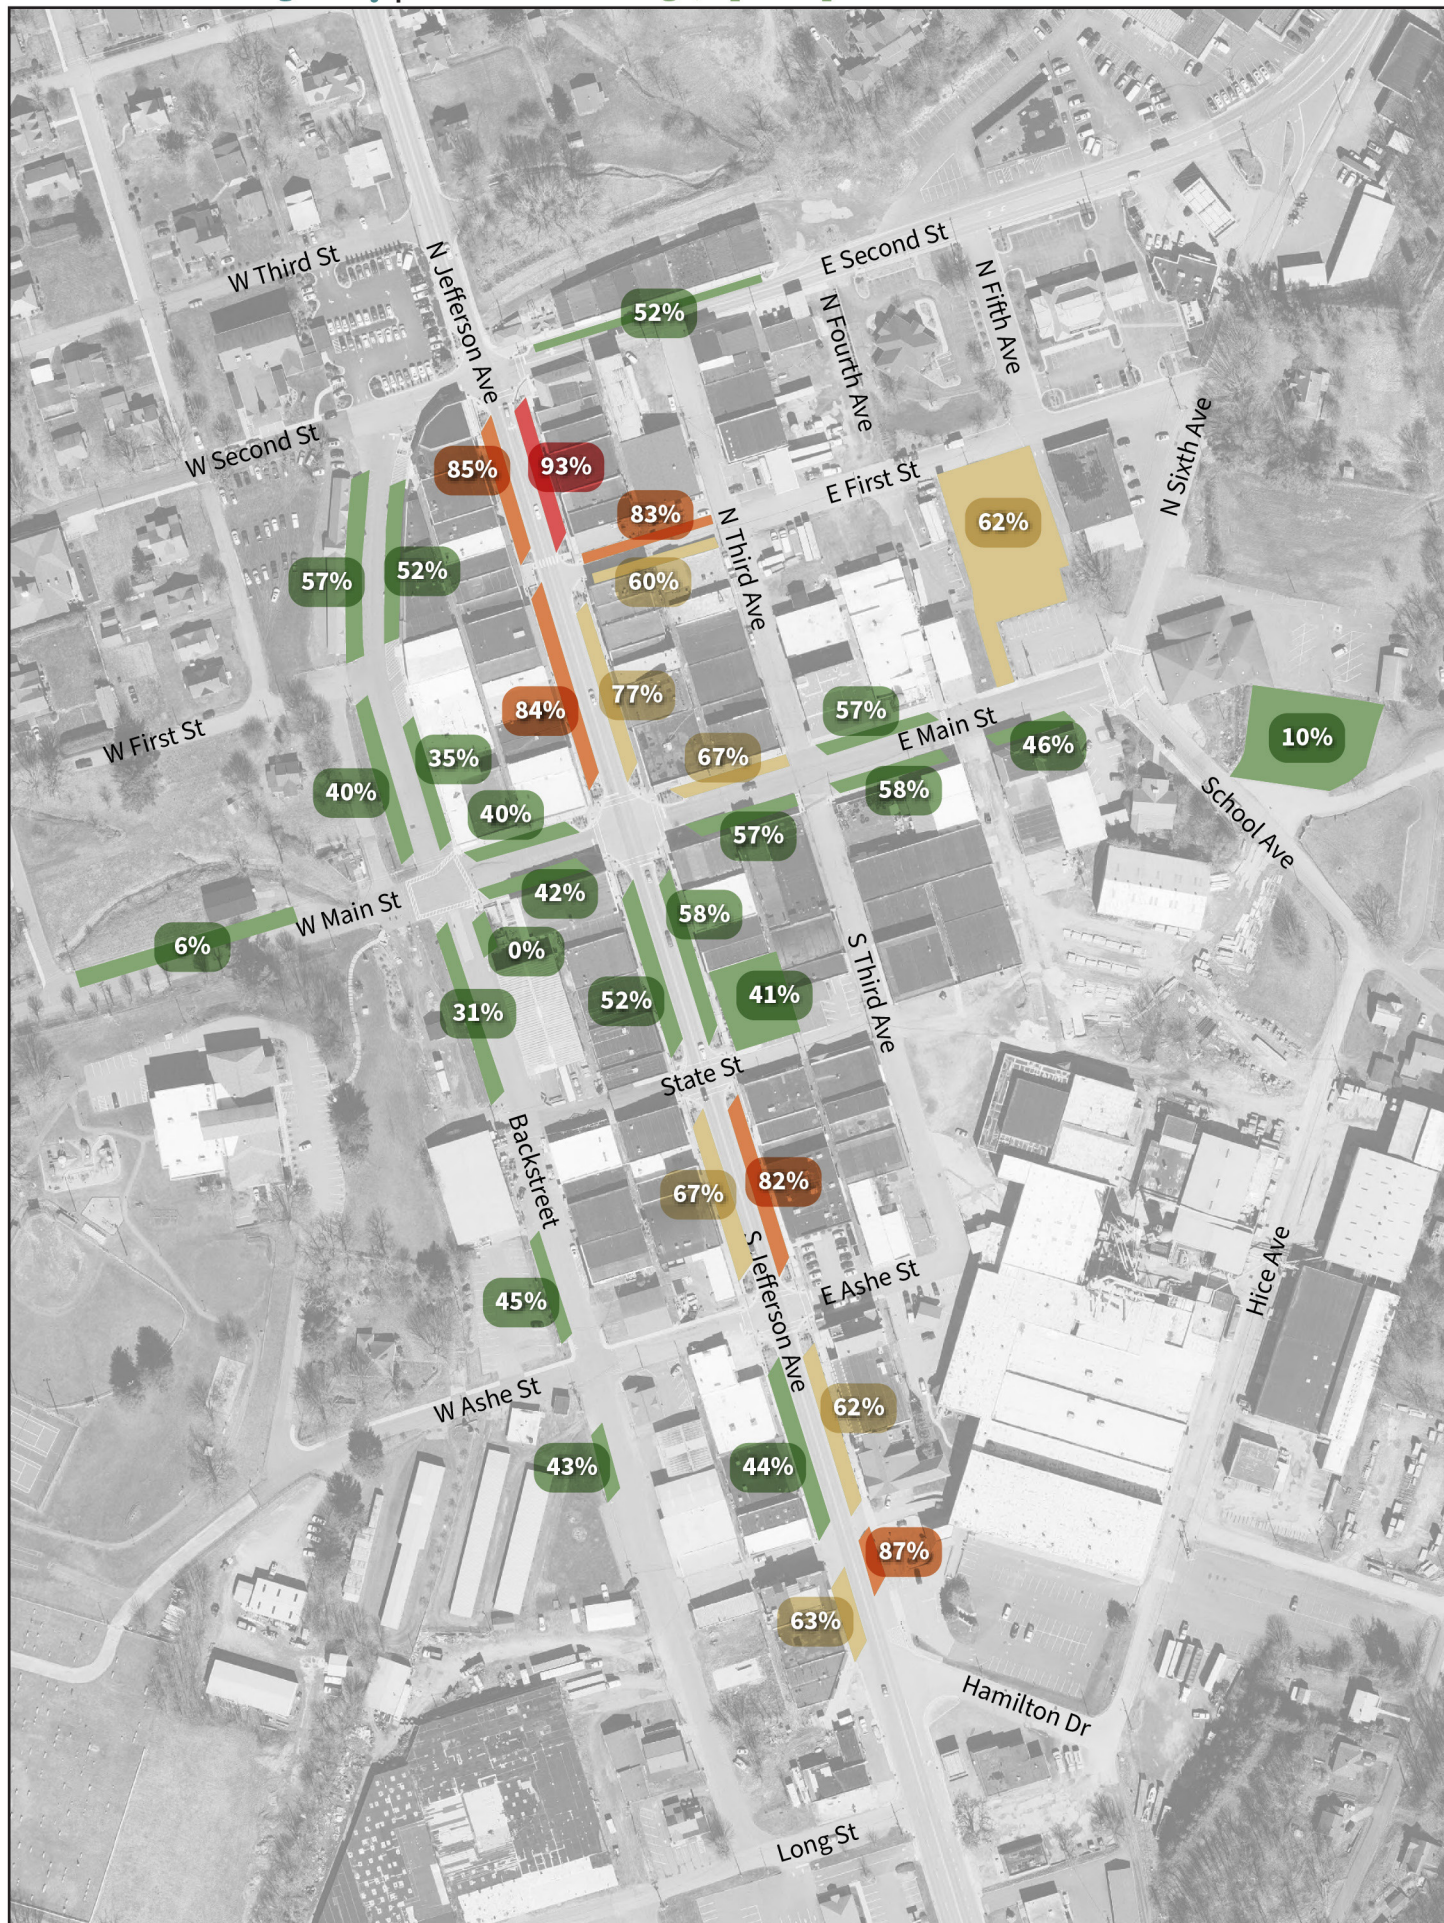 W Third St
N Jefferson Ave
E Second St
N Fourth Ave
N Fifth Ave
52%
W Second St
85%
93%
N Sixth Ave
E First St
83%
62%
N Third Ave
57%
52%
60%
W First St
84%
77%
57%
E Main St
35%
67%
46%
10%
40%
58%
School Ave
40%
57%
42%
W Main St
58%
6%
0%
S Third Ave
31%
52%
41%
State St
Backstreet
67%
82%
S Jefferson Ave
E Ashe St
Hice Ave
45%
W Ashe St
62%
43%
44%
87%
63%
Hamilton Dr
Long St